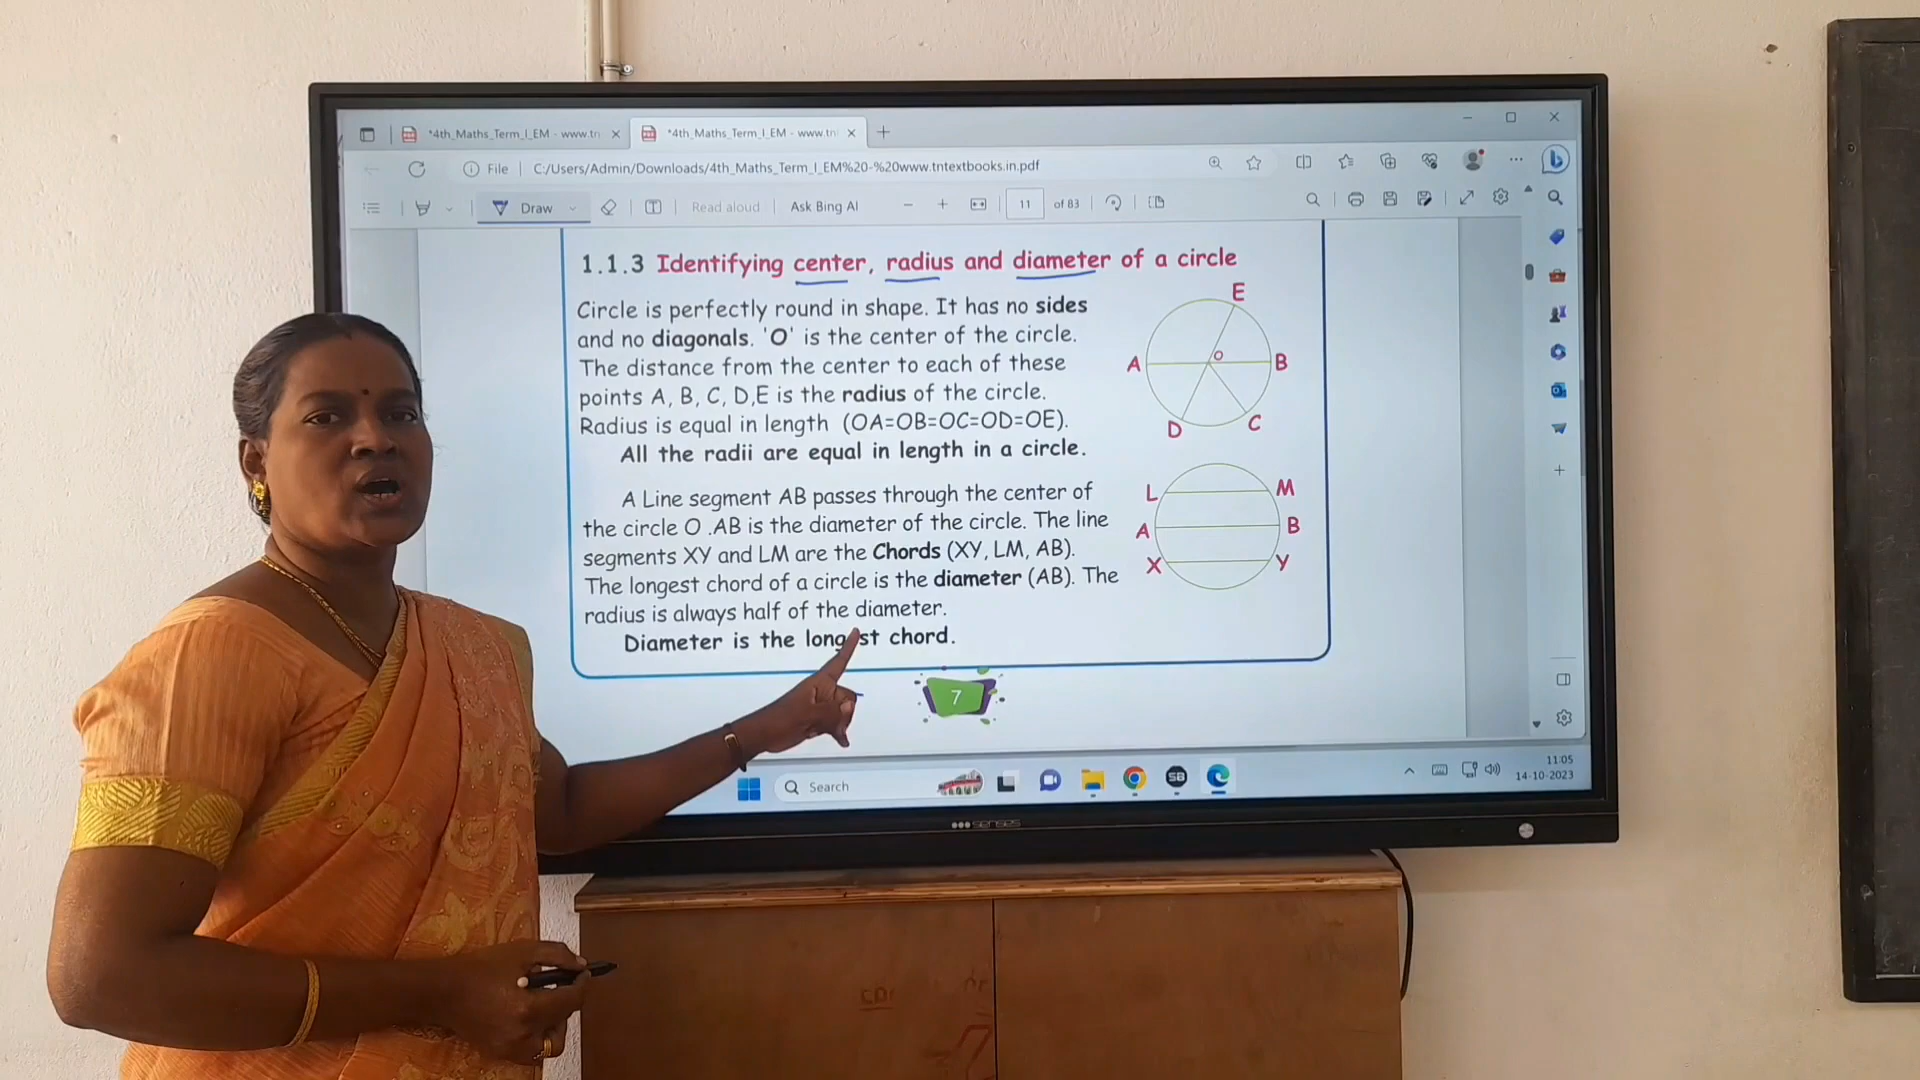 *4th_Maths_Term_I_EM - www.tn
*4th_Maths_Term_I_EM - www.tn
File C:/Users/Admin/Downloads/4th_Maths_Term_I_EM%20-%20www.tntextbooks.in.pdf
Draw Read aloud Ask Bing AI 11 of 83
1.1.3 Identifying center, radius and diameter of a circle
Circle is perfectly round in shape. It has no sides
and no diagonals. 'O' is the center of the circle.
The distance from the center to each of these
points A, B, C, D,E is the radius of the circle.
Radius is equal in length (OA=OB=OC=OD=OE).
All the radii are equal in length in a circle.
E
O
A
B
D
C
A Line segment AB passes through the center of
the circle O .AB is the diameter of the circle. The line
segments XY and LM are the Chords (XY, LM, AB).
The longest chord of a circle is the diameter (AB). The
radius is always half of the diameter.
Diameter is the longest chord.
L
M
A
B
X
Y
7
Search
SB
11:05
14-10-2023
senses